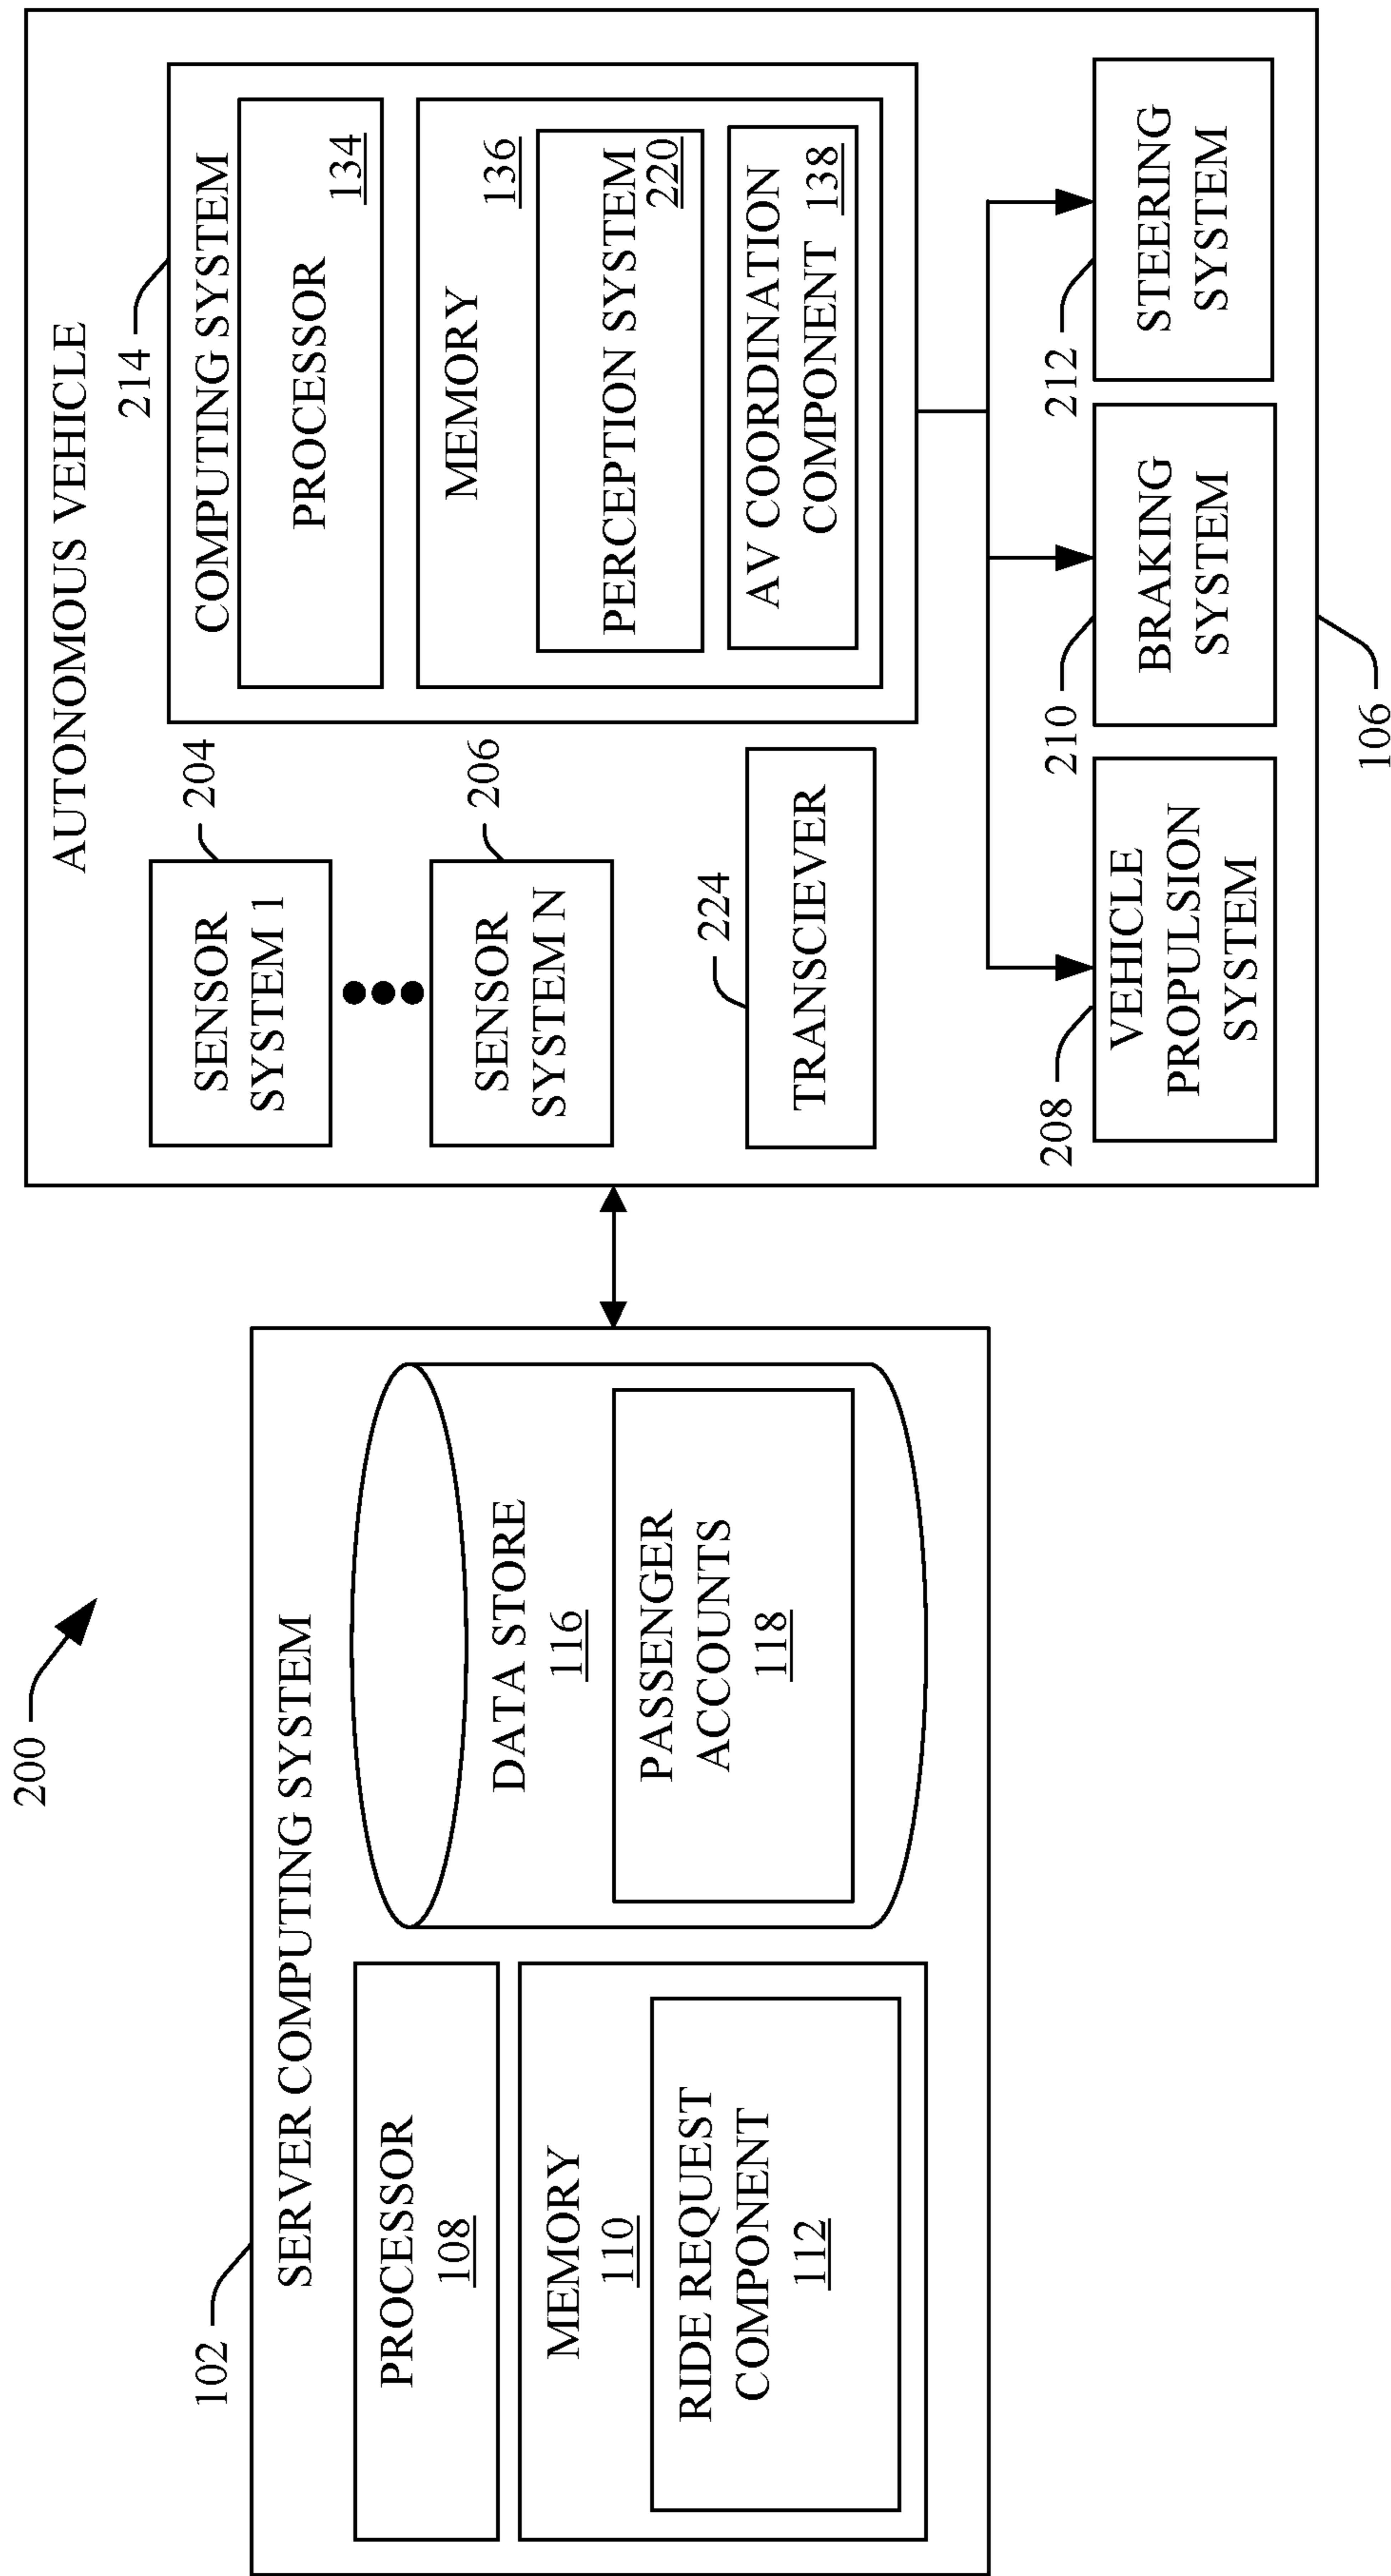 200
102
SERVER COMPUTING SYSTEM
PROCESSOR
108
MEMORY
110
RIDE REQUEST
COMPONENT
112
DATA STORE
116
PASSENGER
ACCOUNTS
118
AUTONOMOUS VEHICLE
204
SENSOR
SYSTEM 1
206
SENSOR
SYSTEM N
224
TRANSCIEVER
214
COMPUTING SYSTEM
PROCESSOR
134
MEMORY
136
PERCEPTION SYSTEM
220
AV COORDINATION
COMPONENT 138
208
VEHICLE
PROPULSION
SYSTEM
210
BRAKING
SYSTEM
212
STEERING
SYSTEM
106